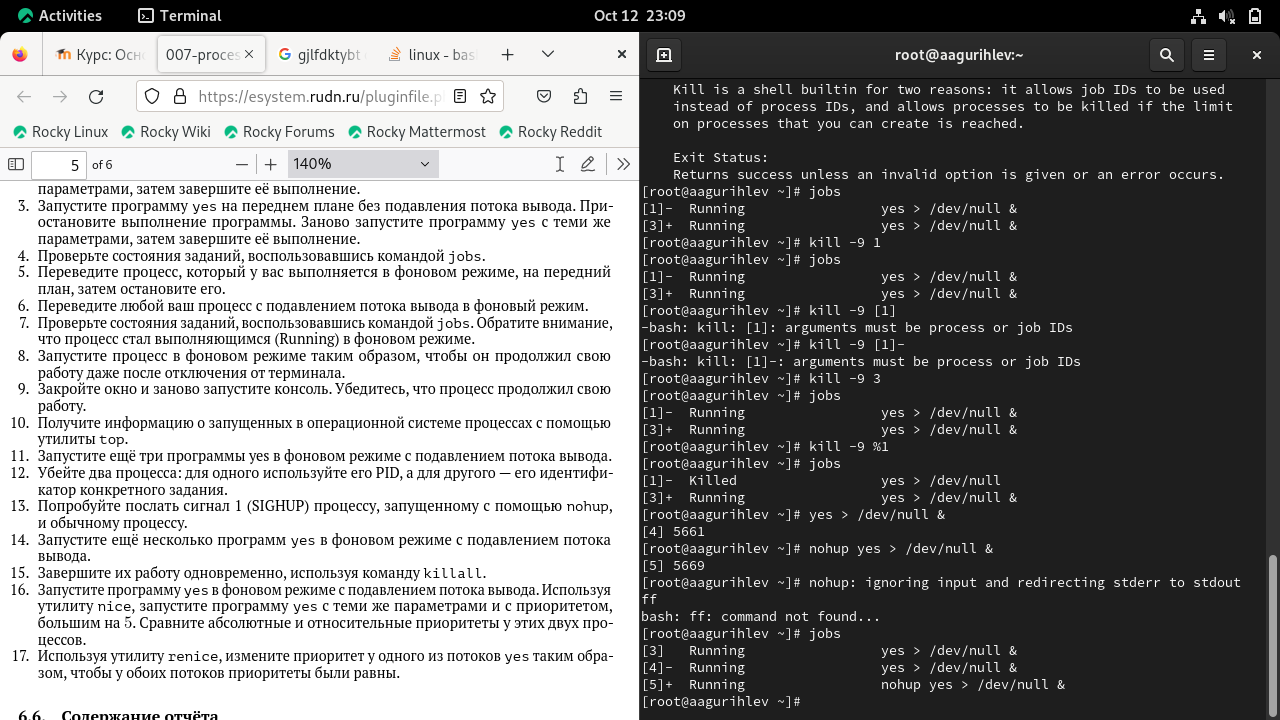 Activities Terminal Oct 12 23:09
Курс: Осн 007-proces gjlfdktybt linux - bas
https://esystem.rudn.ru/pluginfile.p
Rocky Linux Rocky Wiki Rocky Forums Rocky Mattermost Rocky Reddit
5 of 6 140%
параметрами, затем завершите её выполнение.
3. Запустите программу yes на переднем плане без подавления потока вывода. При-
остановите выполнение программы. Заново запустите программу yes с теми же
параметрами, затем завершите её выполнение.
4. Проверьте состояния заданий, воспользовавшись командой jobs.
5. Переведите процесс, который у вас выполняется в фоновом режиме, на передний
план, затем остановите его.
6. Переведите любой ваш процесс с подавлением потока вывода в фоновый режим.
7. Проверьте состояния заданий, воспользовавшись командой jobs. Обратите внимание,
что процесс стал выполняющимся (Running) в фоновом режиме.
8. Запустите процесс в фоновом режиме таким образом, чтобы он продолжил свою
работу даже после отключения от терминала.
9. Закройте окно и заново запустите консоль. Убедитесь, что процесс продолжил свою
работу.
10. Получите информацию о запущенных в операционной системе процессах с помощью
утилиты top.
11. Запустите ещё три программы yes в фоновом режиме с подавлением потока вывода.
12. Убейте два процесса: для одного используйте его PID, а для другого — его идентифи-
катор конкретного задания.
13. Попробуйте послать сигнал 1 (SIGHUP) процессу, запущенному с помощью nohup,
и обычному процессу.
14. Запустите ещё несколько программ yes в фоновом режиме с подавлением потока
вывода.
15. Завершите их работу одновременно, используя команду killall.
16. Запустите программу yes в фоновом режиме с подавлением потока вывода. Используя
утилиту nice, запустите программу yes с теми же параметрами и с приоритетом,
большим на 5. Сравните абсолютные и относительные приоритеты у этих двух про-
цессов.
17. Используя утилиту renice, измените приоритет у одного из потоков yes таким обра-
зом, чтобы у обоих потоков приоритеты были равны.
6.6. Содержание отчёта
root@aagurihlev:~
Kill is a shell builtin for two reasons: it allows job IDs to be used
instead of process IDs, and allows processes to be killed if the limit
on processes that you can create is reached.
Exit Status:
Returns success unless an invalid option is given or an error occurs.
[root@aagurihlev ~]# jobs
[1]- Running yes > /dev/null &
[3]+ Running yes > /dev/null &
[root@aagurihlev ~]# kill -9 1
[root@aagurihlev ~]# jobs
[1]- Running yes > /dev/null &
[3]+ Running yes > /dev/null &
[root@aagurihlev ~]# kill -9 [1]
-bash: kill: [1]: arguments must be process or job IDs
[root@aagurihlev ~]# kill -9 [1]-
-bash: kill: [1]-: arguments must be process or job IDs
[root@aagurihlev ~]# kill -9 3
[root@aagurihlev ~]# jobs
[1]- Running yes > /dev/null &
[3]+ Running yes > /dev/null &
[root@aagurihlev ~]# kill -9 %1
[root@aagurihlev ~]# jobs
[1]- Killed yes > /dev/null
[3]+ Running yes > /dev/null &
[root@aagurihlev ~]# yes > /dev/null &
[4] 5661
[root@aagurihlev ~]# nohup yes > /dev/null &
[5] 5669
[root@aagurihlev ~]# nohup: ignoring input and redirecting stderr to stdout
ff
bash: ff: command not found...
[root@aagurihlev ~]# jobs
[3] Running yes > /dev/null &
[4]- Running yes > /dev/null &
[5]+ Running nohup yes > /dev/null &
[root@aagurihlev ~]#